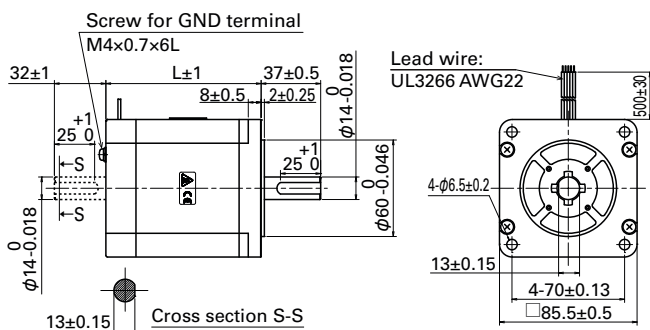 Screw for GND terminal
M4×0.7×6L
32±1
L±1
37±0.5
8±0.5
2±0.25
0
ϕ14-0.018
+1
25 0
S
S
+1
25 0
0
ϕ60-0.046
0
ϕ14-0.018
CE
13±0.15
Cross section S-S
Lead wire:
UL3266 AWG22
500±30
4-ϕ6.5±0.2
13±0.15
4-70±0.13
□85.5±0.5